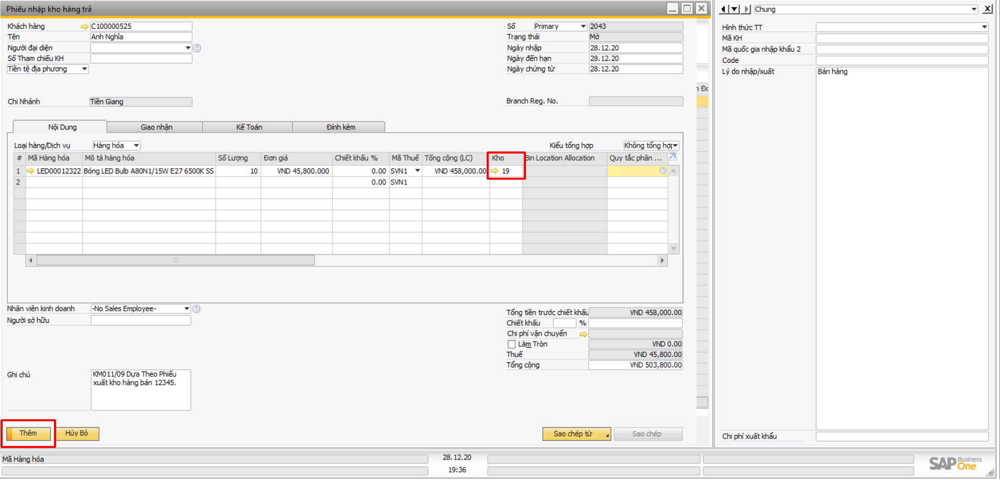 Phiếu nhập kho hàng trả
Khách hàng C100000525
Tên Anh Nghĩa
Người đại diện
Số Tham chiếu KH
Tiền tệ địa phương
Chi Nhánh Tiền Giang
Số Primary 2043
Trạng thái Mở
Ngày nhập 28.12.20
Ngày đến hạn 28.12.20
Ngày chứng từ 28.12.20
Branch Reg. No.
Nội Dung Giao nhận Kế Toán Đính kèm
Loại hàng/Dịch vụ Hàng hóa Kiểu tổng hợp Không tổng hợp
# Mã Hàng hóa Mô tả hàng hóa Số Lượng Đơn giá Chiết khấu % Mã Thuế Tổng cộng (LC) Kho Bin Location Allocation Quy tắc phân ...
1 LED00012322 Bóng LED Bulb A80N1/15W E27 6500K SS 10 VND 45,800.000 0.00 SVN1 VND 458,000.00 19
2 0.00 SVN1
Nhân viên kinh doanh -No Sales Employee-
Người sở hữu
Tổng tiền trước chiết khấu VND 458,000.00
Chiết khấu %
Chi phí vận chuyển
Làm Tròn VND 0.00
Thuế VND 45,800.00
Tổng cộng VND 503,800.00
Ghi chú KM011/09 Dựa Theo Phiếu
xuất kho hàng bán 12345.
Thêm Hủy Bỏ Sao chép từ Sao chép
Chung
Hình thức TT
Mã KH
Mã quốc gia nhập khẩu 2
Code
Lý do nhập/xuất Bán hàng
Chi phí xuất khẩu
Mã Hàng hóa 28.12.20
19:36
SAP Business One